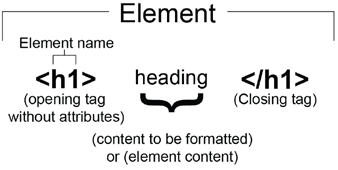 Element
Element name
<h1> heading </h1>
(opening tag
without attributes)
(Closing tag)
(content to be formatted)
or (element content)